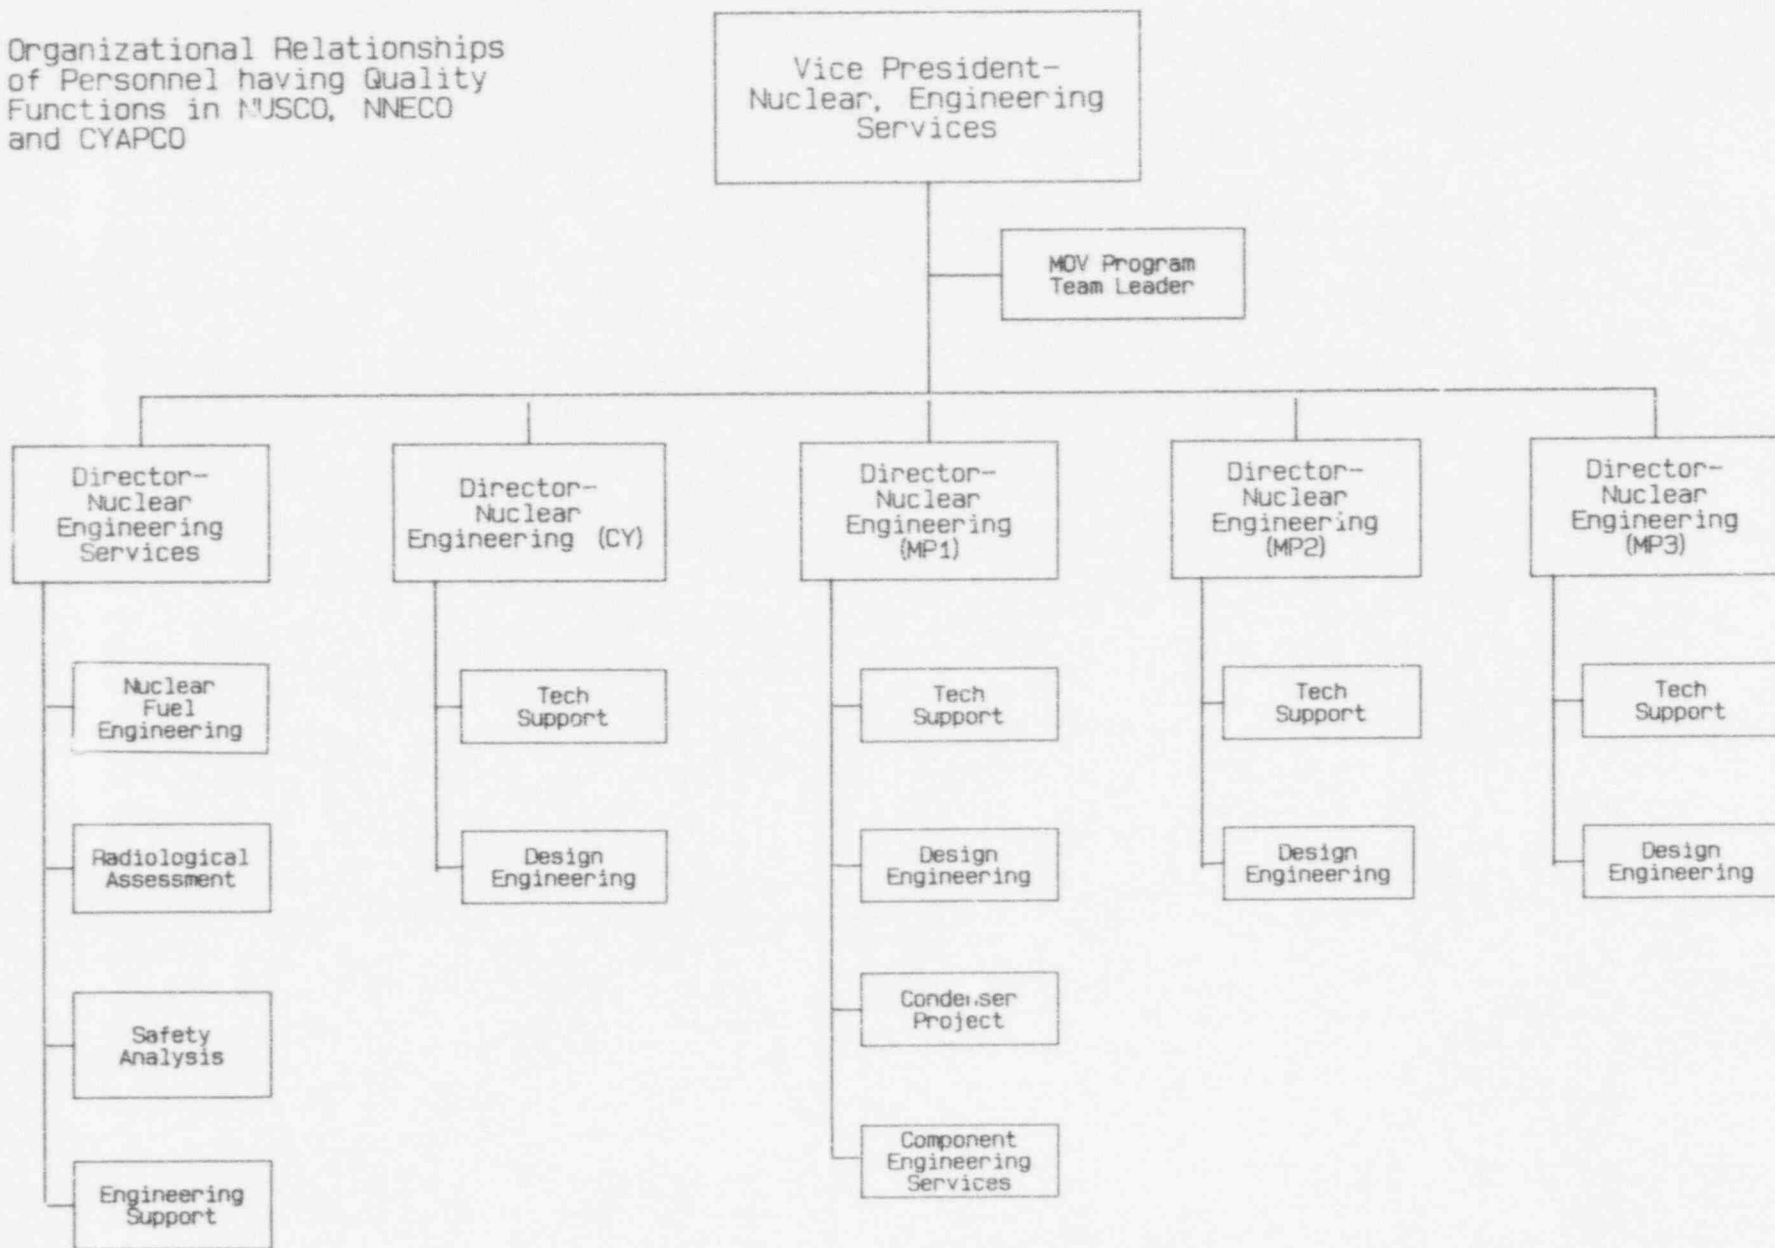 Organizational Relationships
of Personnel having Quality
Functions in NUSCO, NNECO
and CYAPCO
Vice President-
Nuclear, Engineering
Services
MOV Program
Team Leader
Director-
Nuclear
Engineering
Services
Director-
Nuclear
Engineering (CY)
Director-
Nuclear
Engineering
(MP1)
Director-
Nuclear
Engineering
(MP2)
Director-
Nuclear
Engineering
(MP3)
Nuclear
Fuel
Engineering
Radiological
Assessment
Safety
Analysis
Engineering
Support
Tech
Support
Design
Engineering
Tech
Support
Design
Engineering
Condenser
Project
Component
Engineering
Services
Tech
Support
Design
Engineering
Tech
Support
Design
Engineering